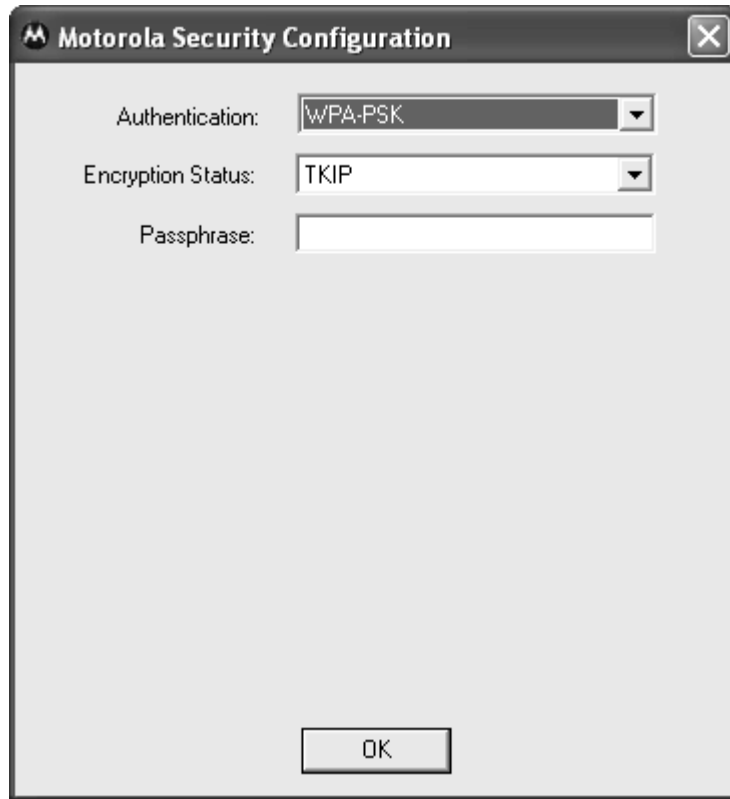 Motorola Security Configuration
Authentication: WPA-PSK
Encryption Status: TKIP
Passphrase:
OK